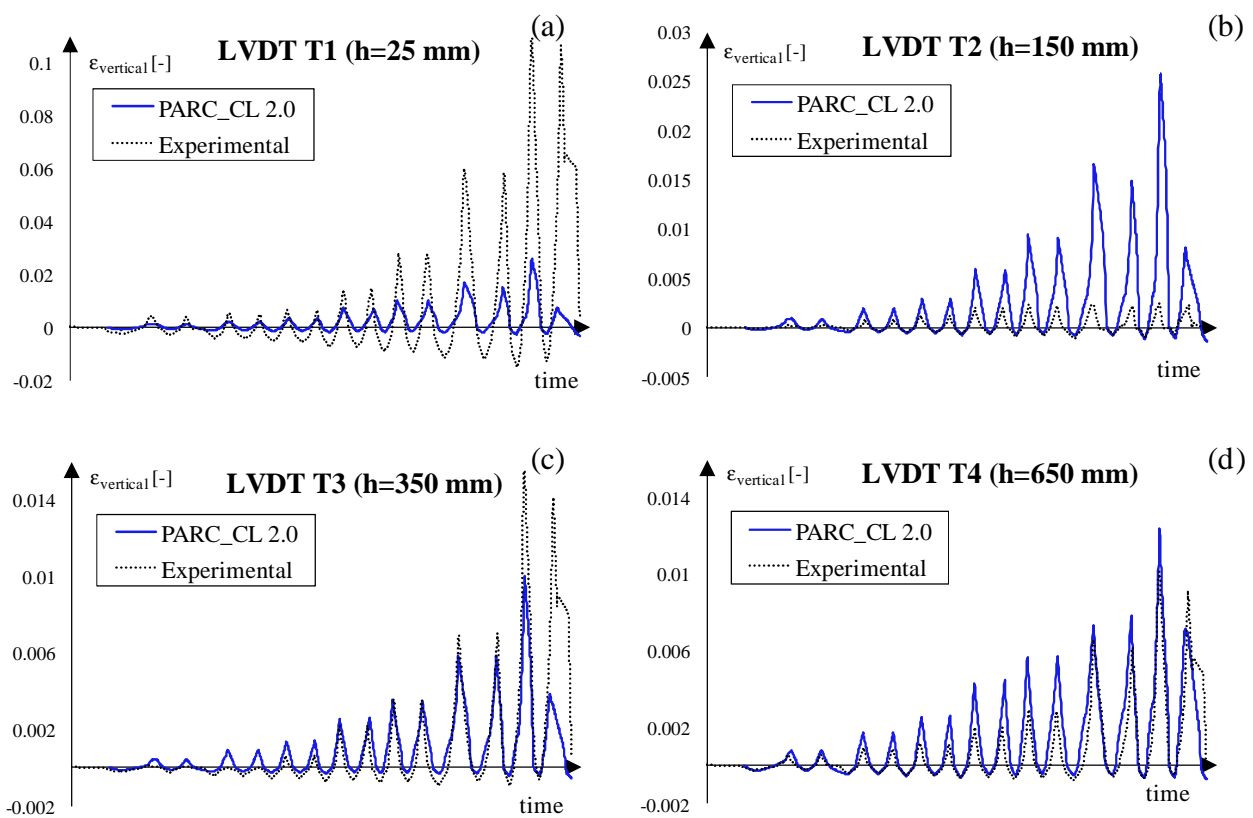 (a)
LVDT T1 (h=25 mm)
εvertical [-]
PARC_CL 2.0
Experimental
0.1
0.08
0.06
0.04
0.02
0
-0.02
time
(b)
LVDT T2 (h=150 mm)
εvertical [-]
PARC_CL 2.0
Experimental
0.03
0.025
0.02
0.015
0.01
0.005
0
-0.005
time
(c)
LVDT T3 (h=350 mm)
εvertical [-]
PARC_CL 2.0
Experimental
0.014
0.01
0.006
0.002
-0.002
time
(d)
LVDT T4 (h=650 mm)
εvertical [-]
PARC_CL 2.0
Experimental
0.014
0.01
0.006
0.002
-0.002
time